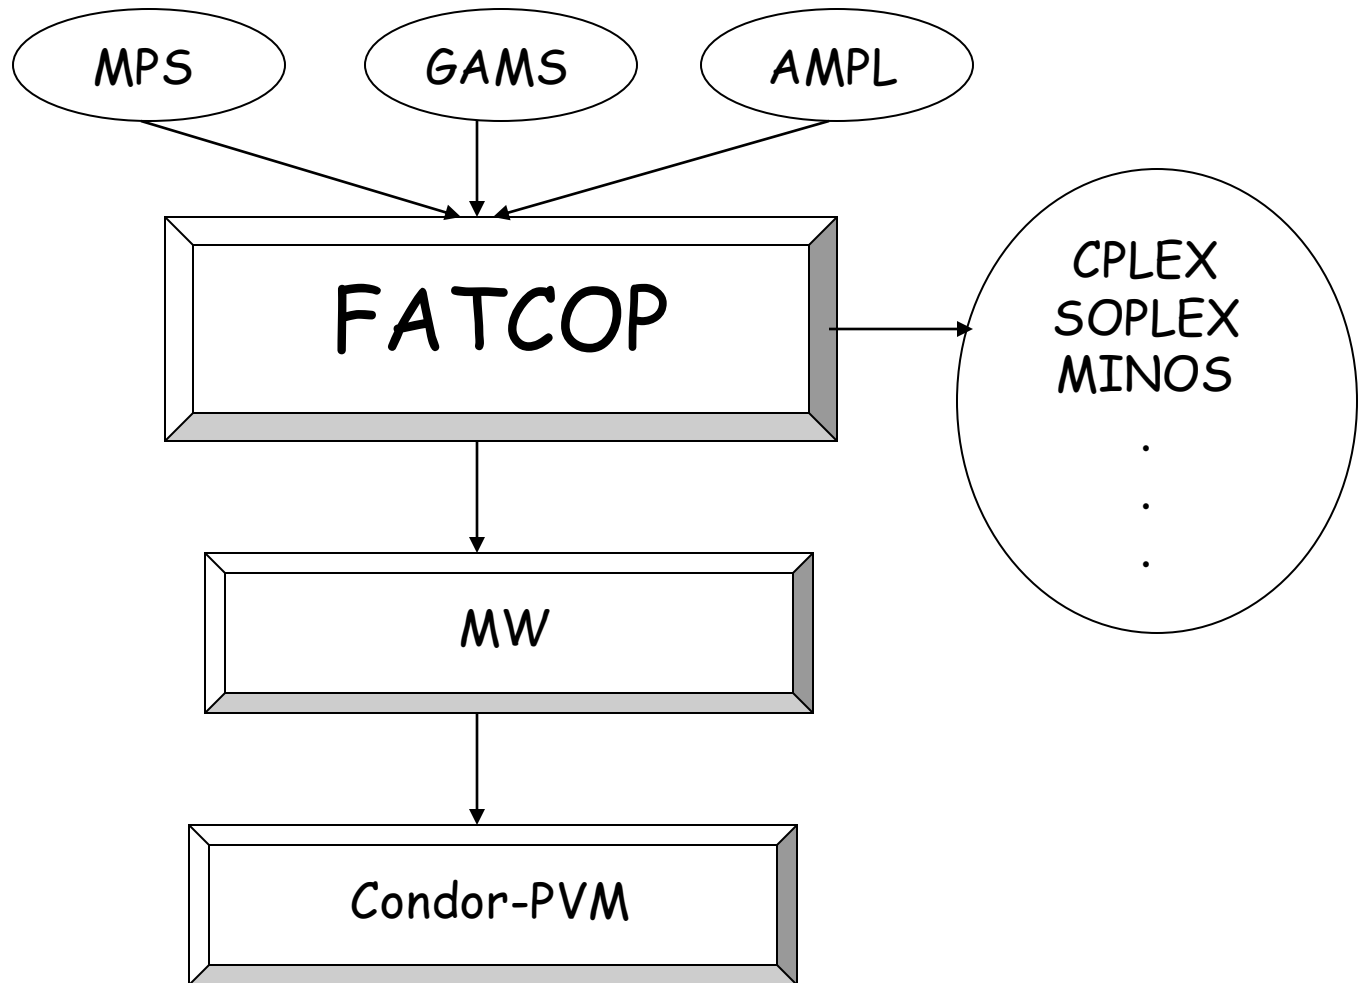 MPS
GAMS
AMPL
FATCOP
CPLEX
SOPLEX
MINOS
.
.
.
MW
Condor-PVM